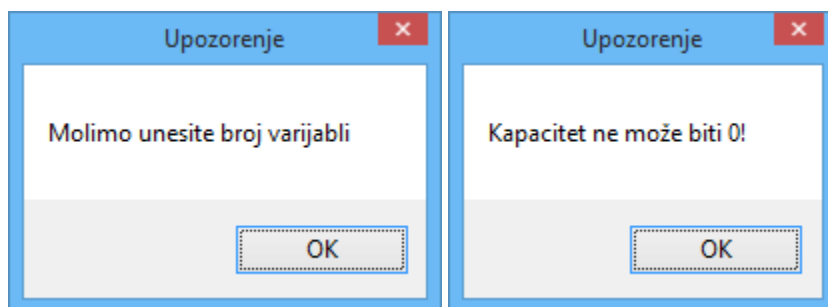 Upozorenje
Molimo unesite broj varijabli
OK
Upozorenje
Kapacitet ne može biti 0!
OK